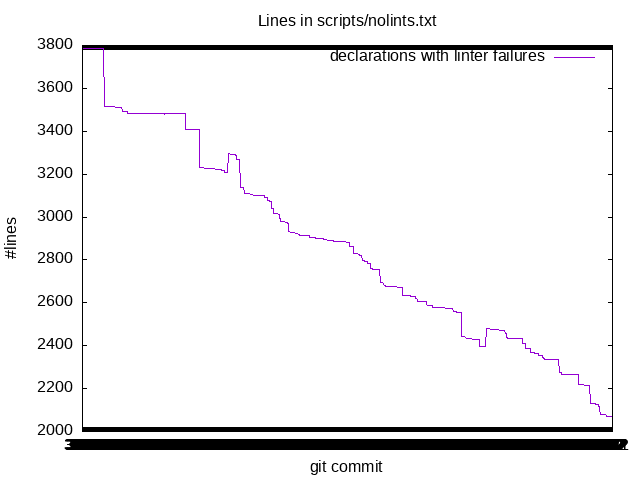 Lines in scripts/nolints.txt
declarations with linter failures
3800
3600
3400
3200
3000
2800
2600
2400
2200
2000
#lines
git commit